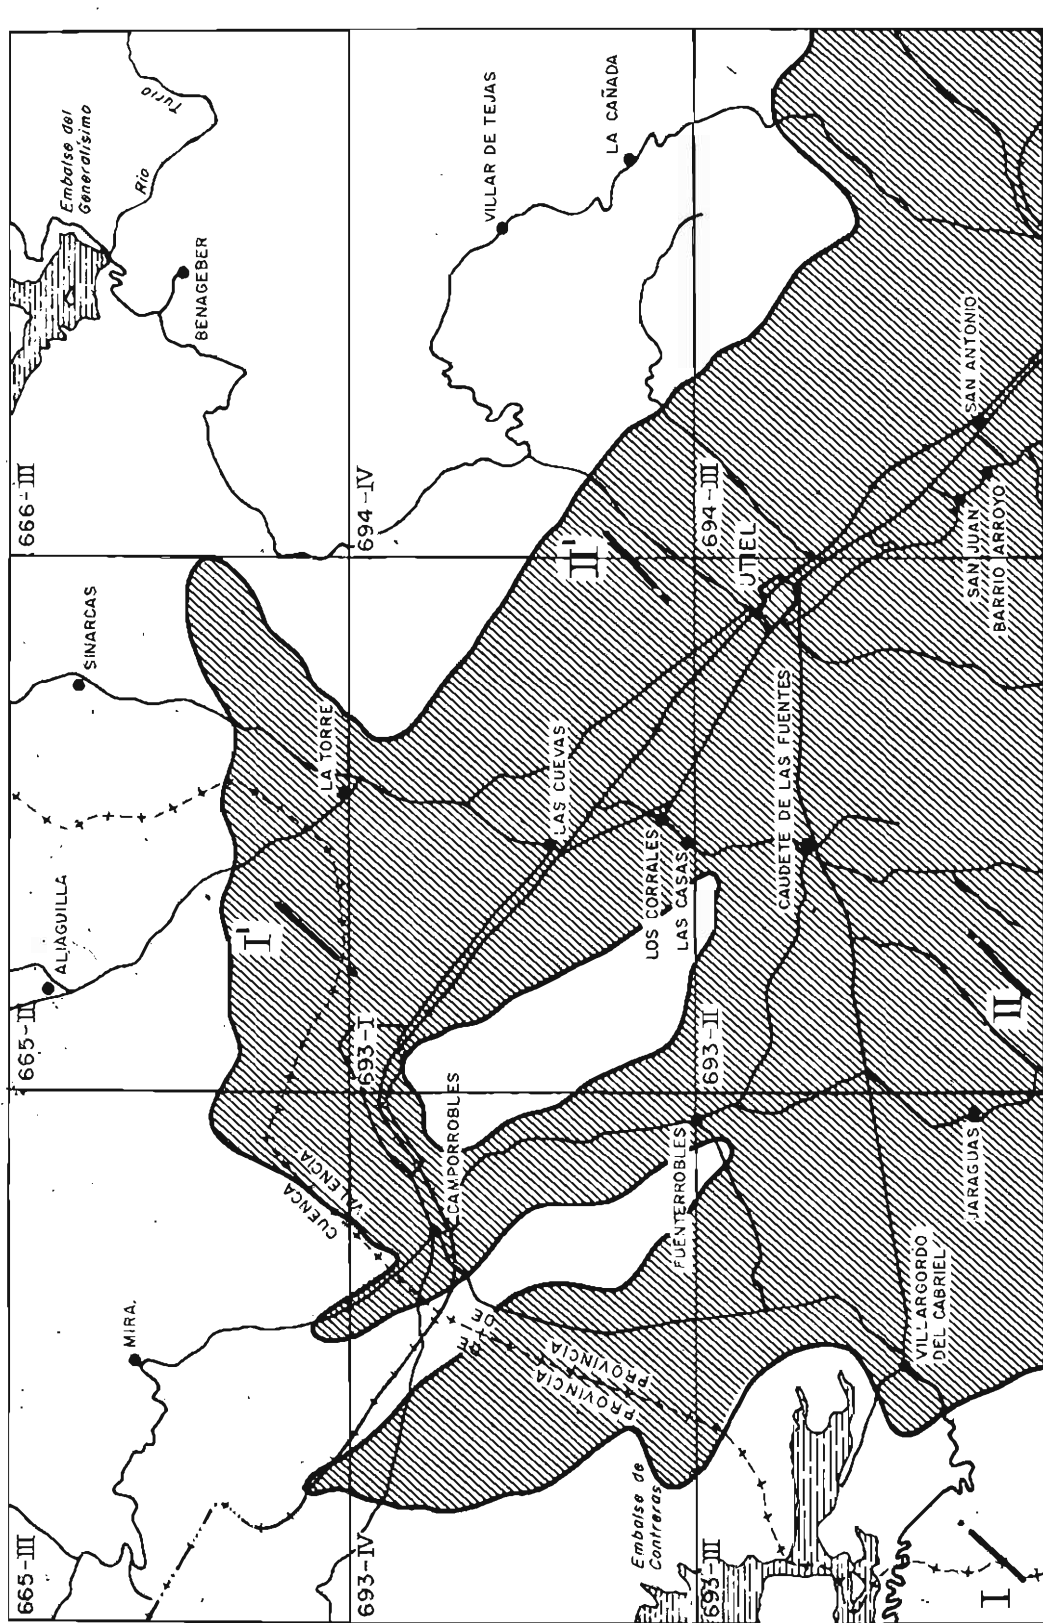 665-III
665-II
666-III
ALIAGUILLA
SINARCAS
Embalse del
Generalísimo
MIRA.
Río
Turio
BENAGEBER
I'
CUENCA
VALENCIA
LA TORRE
693-IV
693-I
694-IV
CAMPORROBLES
DE
DE
PROVINCIA
PROVINCIA
VILLAR DE TEJAS
LAS CUEVAS
II'
LA CAÑADA
Embalse de
Contreras
LOS CORRALES
LAS CASAS
FUENTERROBLES
693-III
693-II
694-III
UTIEL
CAUDETE DE LAS FUENTES
VILLARGORDO
DEL CABRIEL
JARAGUAS
SAN ANTONIO
SAN JUAN
BARRIO ARROYO
I
II